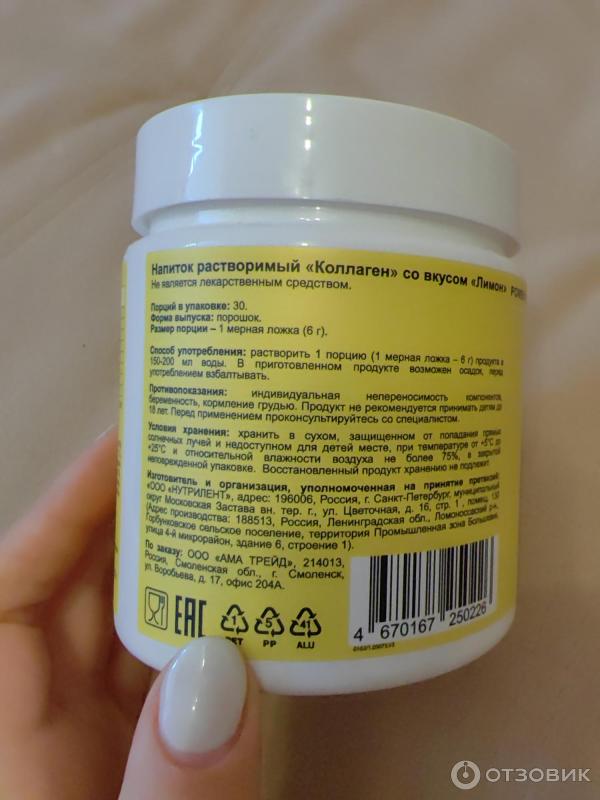 Напиток растворимый «Коллаген» со вкусом «Лимон»
Не является лекарственным средством.
Порций в упаковке: 30.
Форма выпуска: порошок.
Размер порции – 1 мерная ложка (6 г).
Способ употребления: растворить 1 порцию (1 мерная ложка – 6 г) продукта в
150-200 мл воды. В приготовленном продукте возможен осадок, перед
употреблением взбалтывать.
Противопоказания: индивидуальная непереносимость компонентов,
беременность, кормление грудью. Продукт не рекомендуется принимать детям до
18 лет. Перед применением проконсультируйтесь со специалистом.
Условия хранения: хранить в сухом, защищенном от попадания прямых
солнечных лучей и недоступном для детей месте, при температуре от +5°C до
+25°C и относительной влажности воздуха не более 75%, в закрытой
неповрежденной упаковке. Восстановленный продукт хранению не подлежит.
Изготовитель и организация, уполномоченная на принятие претензий:
ООО «НУТРИЛЕНТ», адрес: 196006, Россия, г. Санкт-Петербург, муниципальный
округ Московская Застава вн. тер. г., ул. Цветочная, д. 16, стр. 1, помещ. 130
(Адрес производства: 188513, Россия, Ленинградская обл., Ломоносовский р-н,
Горбунковское сельское поселение, территория Промышленная зона Большевик,
улица 4-й микрорайон, здание 6, строение 1).
По заказу: ООО «АМА ТРЕЙД», 214013,
Россия, Смоленская обл., г. Смоленск,
ул. Воробьева, д. 17, офис 204А.
EAC
1 5 41
PET PP ALU
4 670167 250226
ОТЗОВИК